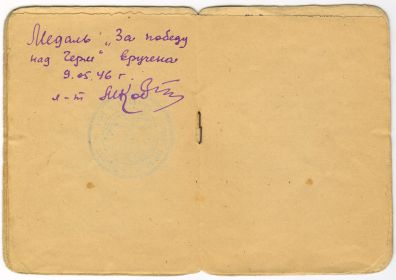 Медаль „За победу
над Герм" вручена
9.05.46 г.
л-т